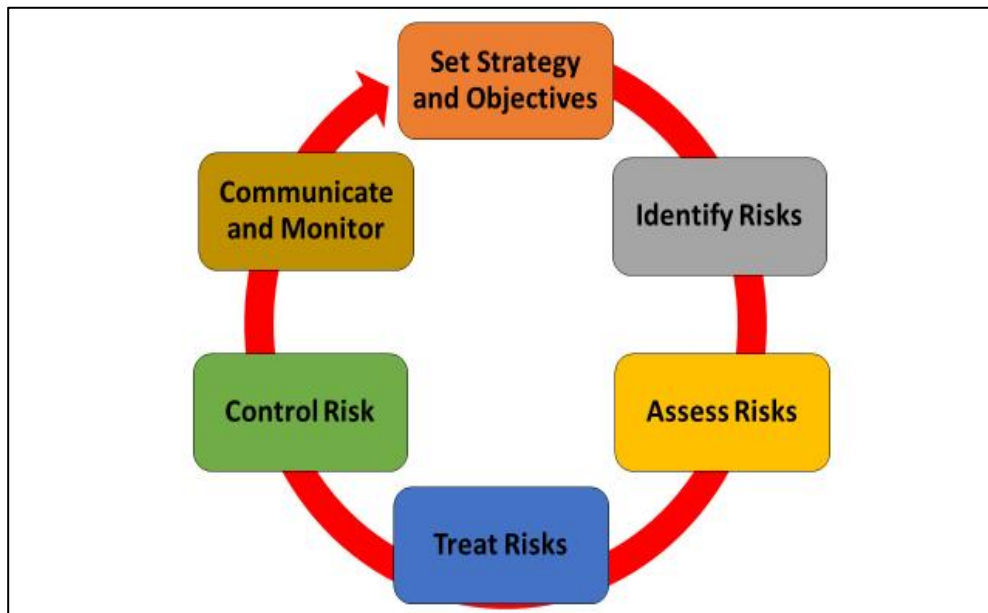 Set Strategy
and Objectives
Identify Risks
Assess Risks
Treat Risks
Control Risk
Communicate
and Monitor